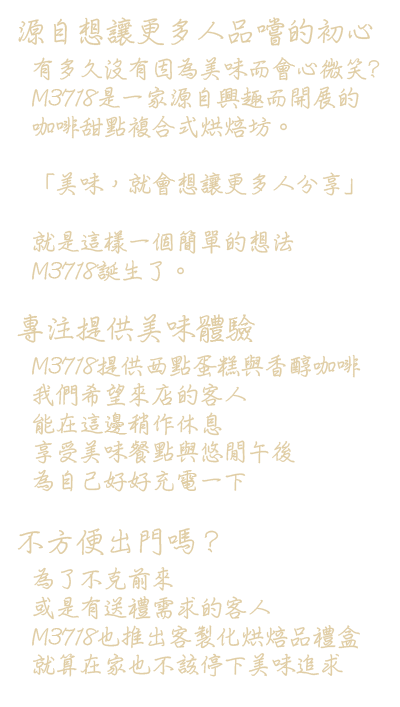 源自想讓更多人品嚐的初心
有多久沒有因為美味而會心微笑?
M3718是一家源自興趣而開展的
咖啡甜點複合式烘焙坊。
「美味，就會想讓更多人分享」
就是這樣一個簡單的想法
M3718誕生了。
專注提供美味體驗
M3718提供西點蛋糕與香醇咖啡
我們希望來店的客人
能在這邊稍作休息
享受美味餐點與悠閒午後
為自己好好充電一下
不方便出門嗎？
為了不克前來
或是有送禮需求的客人
M3718也推出客製化烘焙品禮盒
就算在家也不該停下美味追求